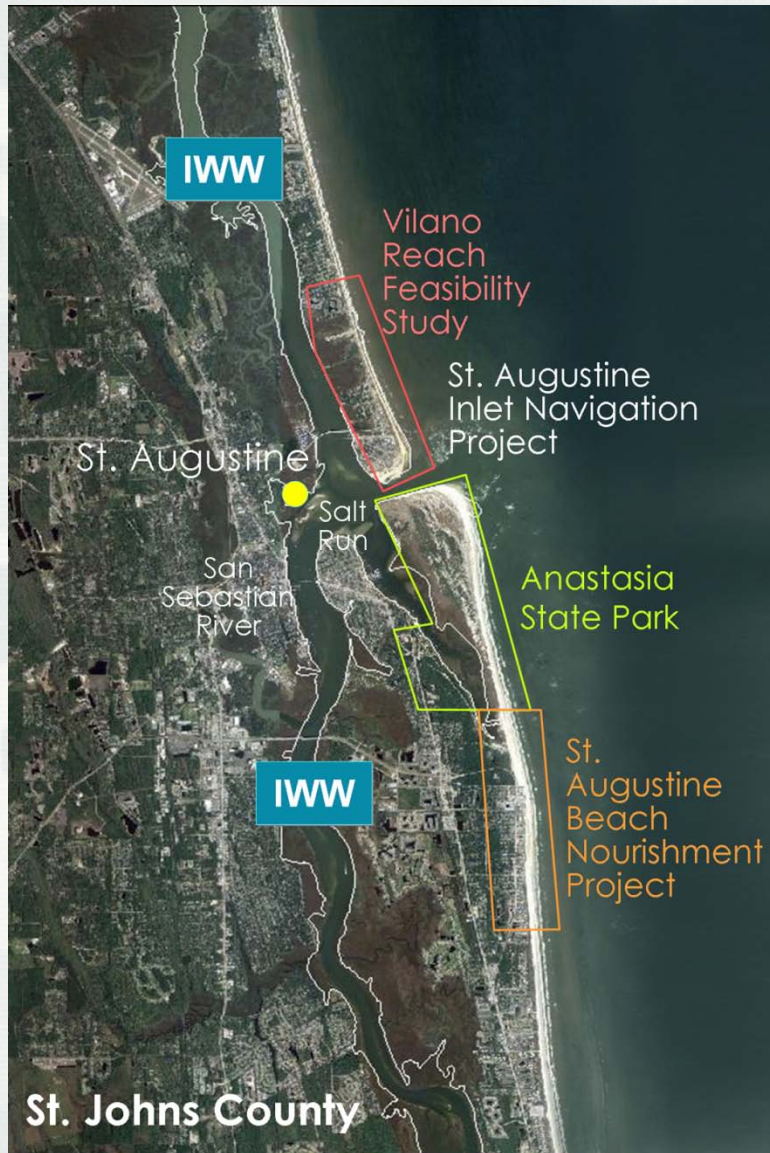 IWW
Vilano
Reach
Feasibility
Study
St. Augustine
Inlet Navigation
Project
St. Augustine
Salt
Run
San
Sebastian
River
Anastasia
State Park
St.
Augustine
Beach
Nourishment
Project
IWW
St. Johns County